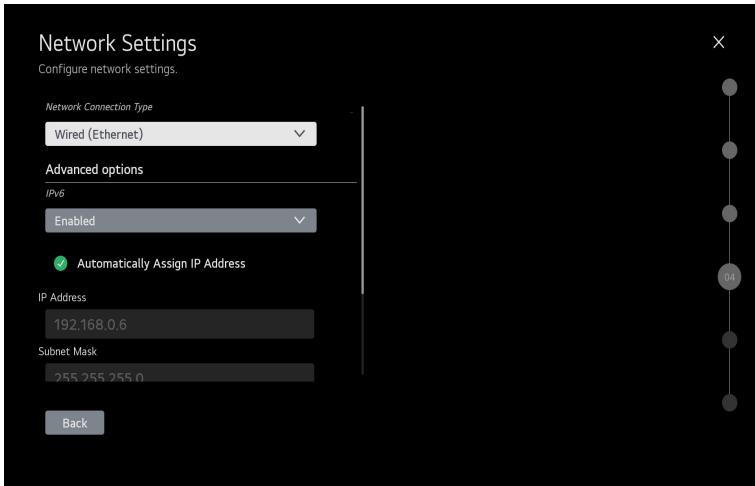 Network Settings
Configure network settings.
Network Connection Type
Wired (Ethernet)
Advanced options
IPv6
Enabled
Automatically Assign IP Address
IP Address
192.168.0.6
Subnet Mask
255.255.255.0
Back
04